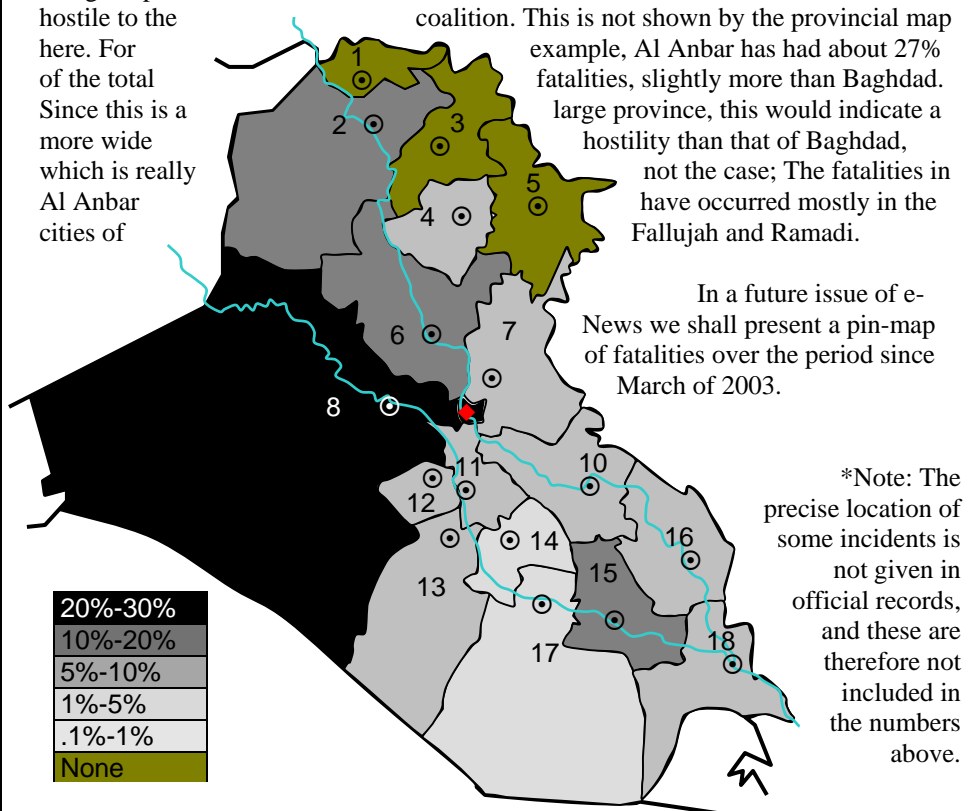 hostile to the coalition. This is not shown by the provincial map
here. For example, Al Anbar has had about 27%
of the total fatalities, slightly more than Baghdad.
Since this is a large province, this would indicate a
more wide hostility than that of Baghdad,
which is really not the case; The fatalities in
Al Anbar have occurred mostly in the
cities of Fallujah and Ramadi.
In a future issue of e-
News we shall present a pin-map
of fatalities over the period since
March of 2003.
*Note: The
precise location of
some incidents is
not given in
official records,
and these are
therefore not
included in
the numbers
above.
1
2
3
5
4
6
7
8
10
11
12
16
14
15
13
17
18
20%-30%
10%-20%
5%-10%
1%-5%
.1%-1%
None